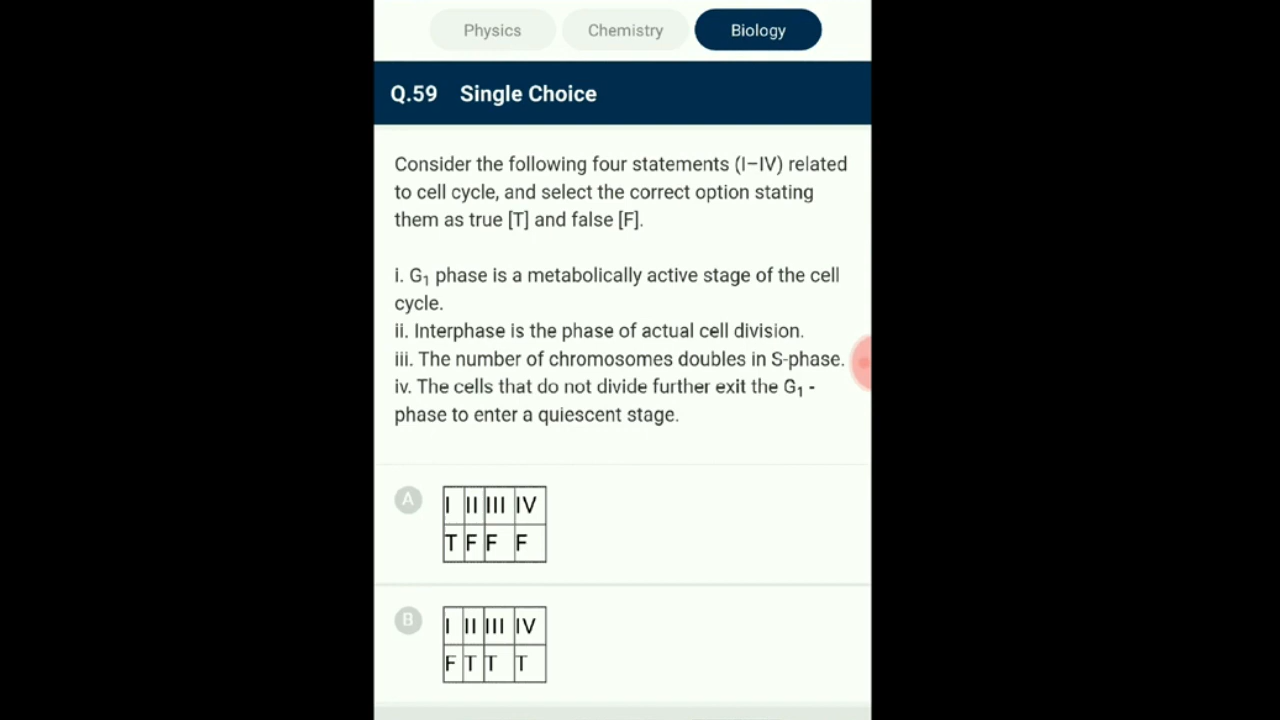 Physics Chemistry Biology
Q.59 Single Choice
Consider the following four statements (I–IV) related
to cell cycle, and select the correct option stating
them as true [T] and false [F].
i. G₁ phase is a metabolically active stage of the cell
cycle.
ii. Interphase is the phase of actual cell division.
iii. The number of chromosomes doubles in S-phase.
iv. The cells that do not divide further exit the G₁ -
phase to enter a quiescent stage.
A
I II III IV
T F F F
B
I II III IV
F T T T